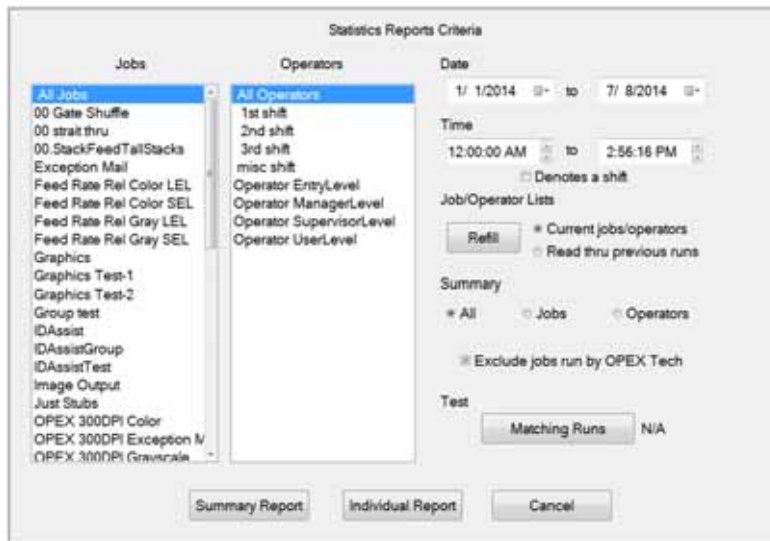 Statistics Reports Criteria
Jobs
All Jobs
00 Gate Shuffle
00 strait thru
00.StackFeedTallStacks
Exception Mail
Feed Rate Rel Color LEL
Feed Rate Rel Color SEL
Feed Rate Rel Gray LEL
Feed Rate Rel Gray SEL
Graphics
Graphics Test-1
Graphics Test-2
Group test
IDAssist
IDAssistGroup
IDAssistTest
Image Output
Just Stubs
OPEX 300DPI Color
OPEX 300DPI Exception M
OPEX 300DPI Grayscale
Operators
All Operators
1st shift
2nd shift
3rd shift
misc shift
Operator EntryLevel
Operator ManagerLevel
Operator SupervisorLevel
Operator UserLevel
Date
1/ 1/2014 to 7/ 8/2014
Time
12:00:00 AM to 2:56:16 PM
Denotes a shift
Job/Operator Lists
Refill
Current jobs/operators
Read thru previous runs
Summary
All Jobs Operators
Exclude jobs run by OPEX Tech
Test
Matching Runs N/A
Summary Report Individual Report Cancel